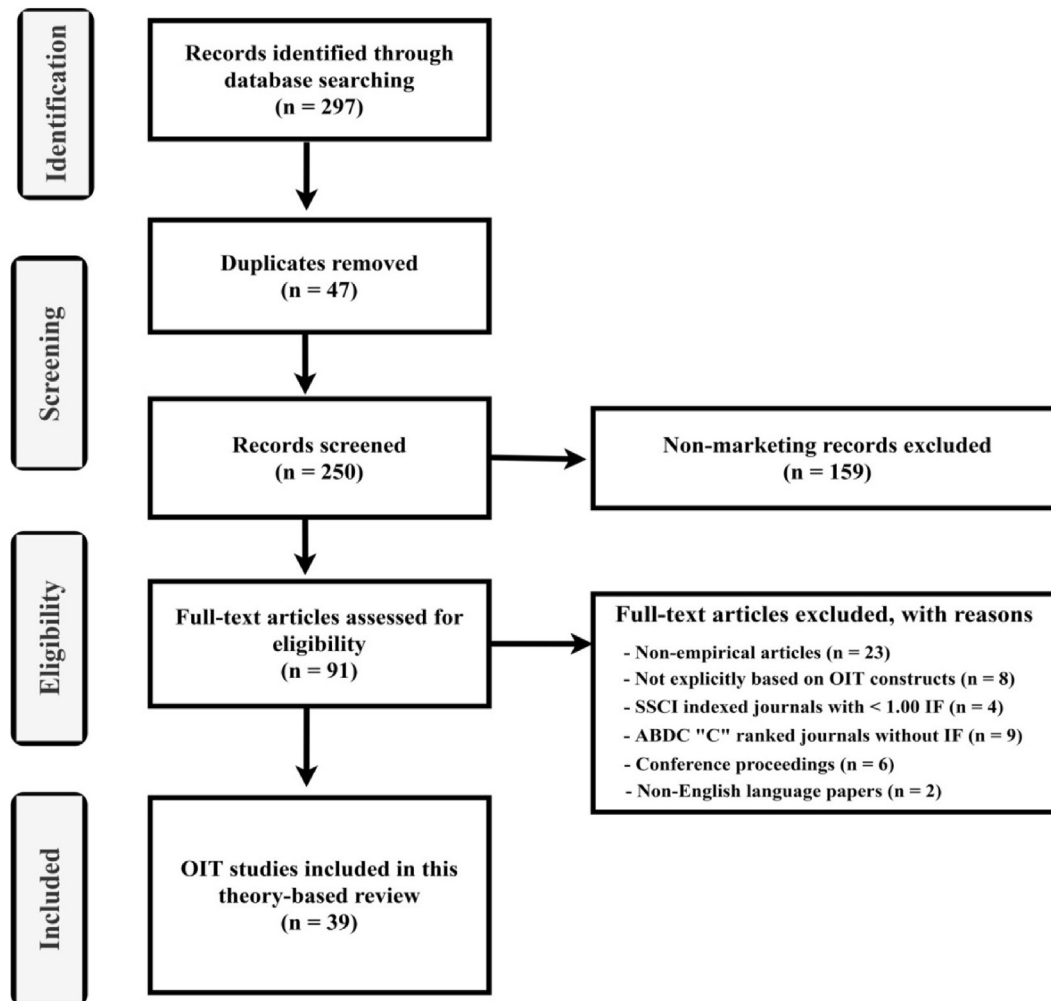 Identification
Records identified through
database searching
(n = 297)
Screening
Duplicates removed
(n = 47)
Records screened
(n = 250)
Non-marketing records excluded
(n = 159)
Eligibility
Full-text articles assessed for
eligibility
(n = 91)
Full-text articles excluded, with reasons
- Non-empirical articles (n = 23)
- Not explicitly based on OIT constructs (n = 8)
- SSCI indexed journals with < 1.00 IF (n = 4)
- ABDC "C" ranked journals without IF (n = 9)
- Conference proceedings (n = 6)
- Non-English language papers (n = 2)
Included
OIT studies included in this
theory-based review
(n = 39)